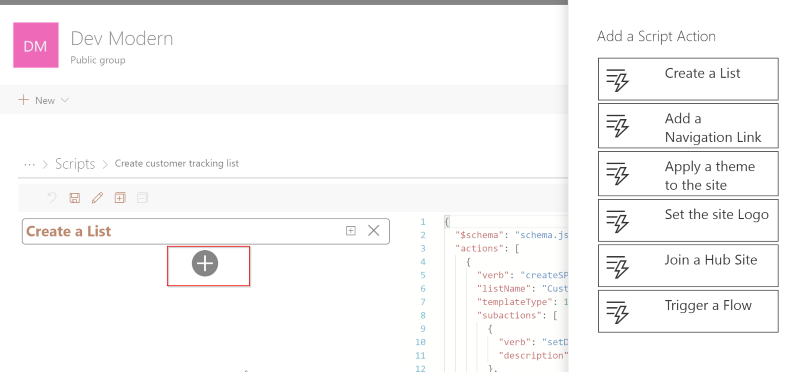 DM
Dev Modern
Public group
New
··· > Scripts > Create customer tracking list
Create a List
1 {
2 "$schema": "schema.js
3 "actions": [
4 {
5 "verb": "createSP
6 "listName": "Cust
7 "templateType": 1
8 "subactions": [
9 {
10 "verb": "setD
11 "description"
12 },
Add a Script Action
Create a List
Add a
Navigation Link
Apply a theme
to the site
Set the site Logo
Join a Hub Site
Trigger a Flow